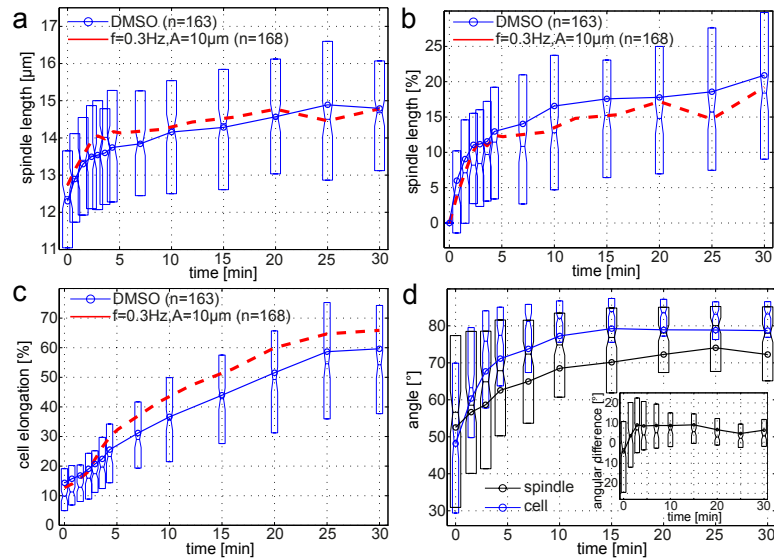 a
DMSO (n=163)
f=0.3Hz,A=10µm (n=168)
spindle length [µm]
17
16
15
14
13
12
11
0 5 10 15 20 25 30
time [min]
b
DMSO (n=163)
f=0.3Hz,A=10µm (n=168)
spindle length [%]
25
20
15
10
5
0
0 5 10 15 20 25 30
time [min]
c
DMSO (n=163)
f=0.3Hz,A=10µm (n=168)
cell elongation [%]
70
60
50
40
30
20
10
0
0 5 10 15 20 25 30
time [min]
d
angle [°]
80
70
60
50
40
30
spindle
cell
0 5 10 15 20 25 30
time [min]
angular difference [°]
20
10
0
10
20
0 5 10 15 20 25 30
time [min]